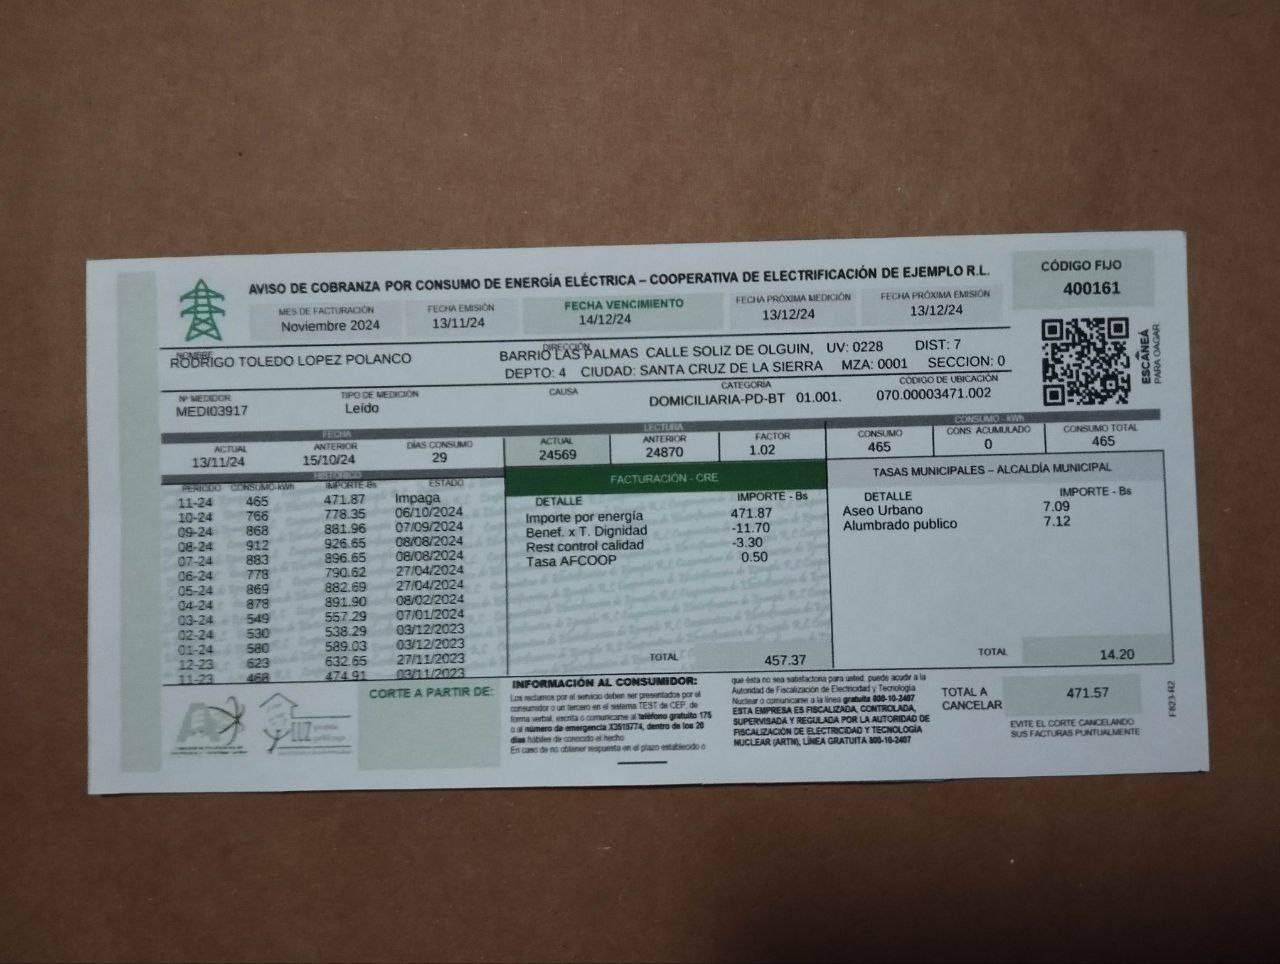 AVISO DE COBRANZA POR CONSUMO DE ENERGÍA ELÉCTRICA – COOPERATIVA DE ELECTRIFICACIÓN DE EJEMPLO R.L.
CÓDIGO FIJO
400161
MES DE FACTURACIÓN
Noviembre 2024
FECHA EMISIÓN
13/11/24
FECHA VENCIMIENTO
14/12/24
FECHA PRÓXIMA MEDICIÓN
13/12/24
FECHA PRÓXIMA EMISIÓN
13/12/24
NOMBRE
RODRIGO TOLEDO LOPEZ POLANCO
DIRECCIÓN
BARRIO LAS PALMAS CALLE SOLIZ DE OLGUIN, UV: 0228 DIST: 7
DEPTO: 4 CIUDAD: SANTA CRUZ DE LA SIERRA MZA: 0001 SECCION: 0
ESCÁNEÁ
PARA OAGAR
Nº MEDIDOR
MEDI03917
TIPO DE MEDICIÓN
Leído
CAUSA
CATEGORÍA
DOMICILIARIA-PD-BT 01.001.
CÓDIGO DE UBICACIÓN
070.00003471.002
FECHA
LECTURA
CONSUMO - kWh
ACTUAL
13/11/24
ANTERIOR
15/10/24
DÍAS CONSUMO
29
ACTUAL
24569
ANTERIOR
24870
FACTOR
1.02
CONSUMO
465
CONS ACUMULADO
0
CONSUMO TOTAL
465
HISTÓRICO
PERÍODO CONSUMO-kWh IMPORTE-Bs ESTADO
11-24 465 471.87 Impaga
10-24 766 778.35 06/10/2024
09-24 868 881.96 07/09/2024
08-24 912 926.65 08/08/2024
07-24 883 896.65 08/08/2024
06-24 778 790.62 27/04/2024
05-24 869 882.69 27/04/2024
04-24 878 891.90 08/02/2024
03-24 549 557.29 07/01/2024
02-24 530 538.29 03/12/2023
01-24 580 589.03 03/12/2023
12-23 623 632.65 27/11/2023
11-23 468 474.91 03/11/2023
FACTURACIÓN - CRE
DETALLE IMPORTE - Bs
Importe por energía 471.87
Benef. x T. Dignidad -11.70
Rest control calidad -3.30
Tasa AFCOOP 0.50
TOTAL 457.37
TASAS MUNICIPALES – ALCALDÍA MUNICIPAL
DETALLE IMPORTE - Bs
Aseo Urbano 7.09
Alumbrado publico 7.12
TOTAL 14.20
LUZ
CORTE A PARTIR DE:
INFORMACIÓN AL CONSUMIDOR:
Los reclamos por el servicio deben ser presentados por el
consumidor o un tercero en el sistema TEST de CEP, de
forma verbal, escrita o comunicarse al teléfono gratuito 175
o al número de emergencia X3515774, dentro de los 20
días hábiles de conocido el hecho
En caso de no obtener respuesta en el plazo establecido o
que ésta no sea satisfactoria para usted, puede acudir a la
Autoridad de Fiscalización de Electricidad y Tecnología
Nuclear o comunicarse a la línea gratuita 800-10-2407
ESTA EMPRESA ES FISCALIZADA, CONTROLADA,
SUPERVISADA Y REGULADA POR LA AUTORIDAD DE
FISCALIZACIÓN DE ELECTRICIDAD Y TECNOLOGÍA
NUCLEAR (ARTN), LÍNEA GRATUITA 800-10-2407
TOTAL A
CANCELAR
471.57
EVITE EL CORTE CANCELANDO
SUS FACTURAS PUNTUALMENTE
F623-R2